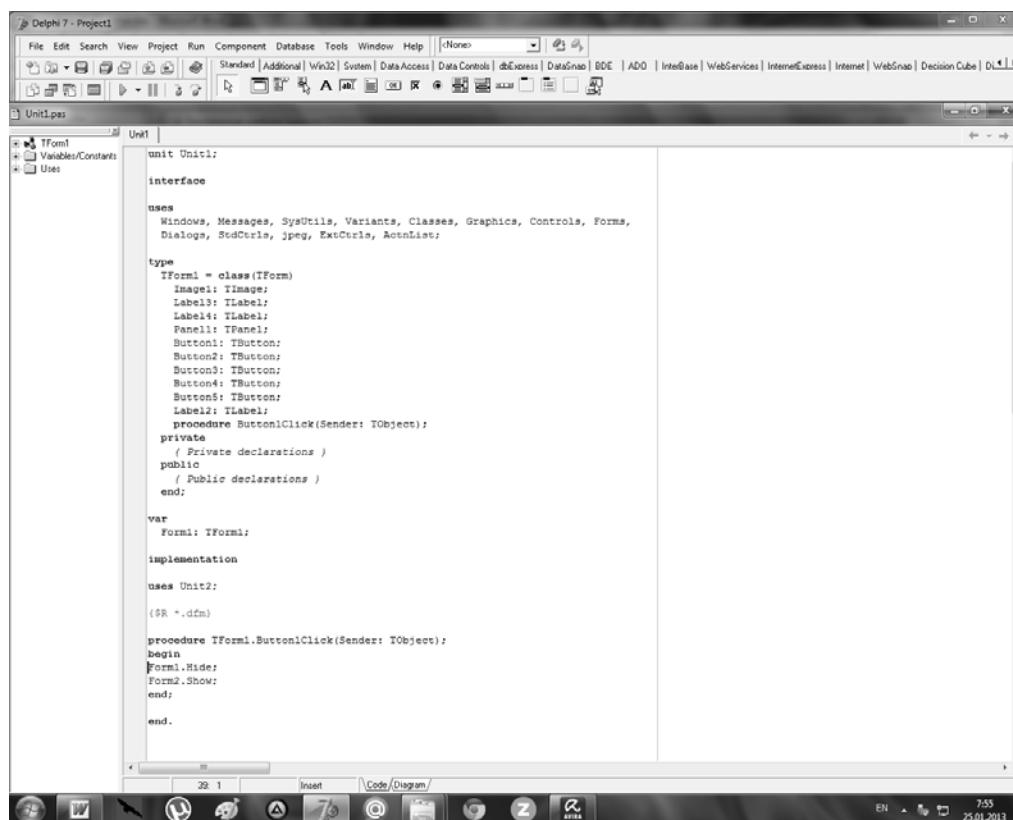 Delphi 7 - Project1
File Edit Search View Project Run Component Database Tools Window Help <None>
Standard Additional Win32 System Data Access Data Controls dbExpress DataSnap BDE ADO InterBase WebServices InternetExpress Internet WebSnap Decision Cube
Unit1.pas
TForm1
Variables/Constants
Uses
Unit1
unit Unit1;
interface
uses
Windows, Messages, SysUtils, Variants, Classes, Graphics, Controls, Forms,
Dialogs, StdCtrls, jpeg, ExtCtrls, ActnList;
type
TForm1 = class(TForm)
Image1: TImage;
Label3: TLabel;
Label4: TLabel;
Panel1: TPanel;
Button1: TButton;
Button2: TButton;
Button3: TButton;
Button4: TButton;
Button5: TButton;
Label2: TLabel;
procedure Button1Click(Sender: TObject);
private
{ Private declarations }
public
{ Public declarations }
end;
var
Form1: TForm1;
implementation
uses Unit2;
{$R *.dfm}
procedure TForm1.Button1Click(Sender: TObject);
begin
Form1.Hide;
Form2.Show;
end;
end.
39: 1 Insert Code Diagram
EN 7:55
25.01.2013
AVIRA